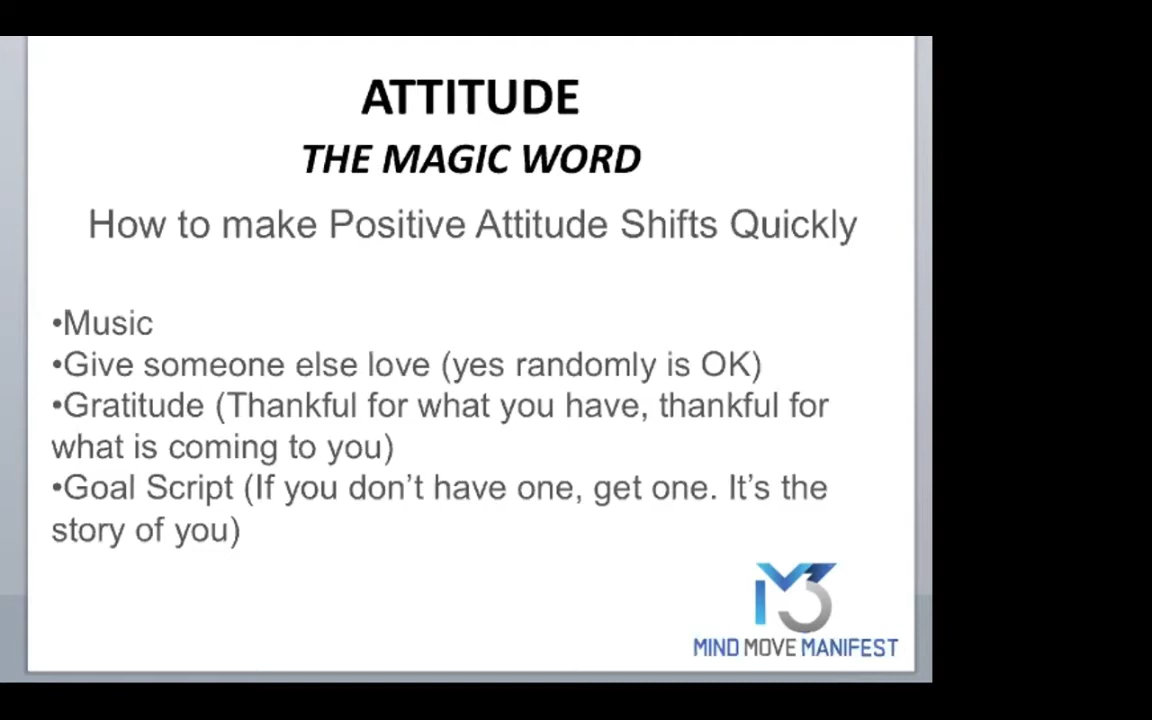 ATTITUDE
THE MAGIC WORD
How to make Positive Attitude Shifts Quickly
•Music
•Give someone else love (yes randomly is OK)
•Gratitude (Thankful for what you have, thankful for
what is coming to you)
•Goal Script (If you don’t have one, get one. It’s the
story of you)
M3
MIND MOVE MANIFEST